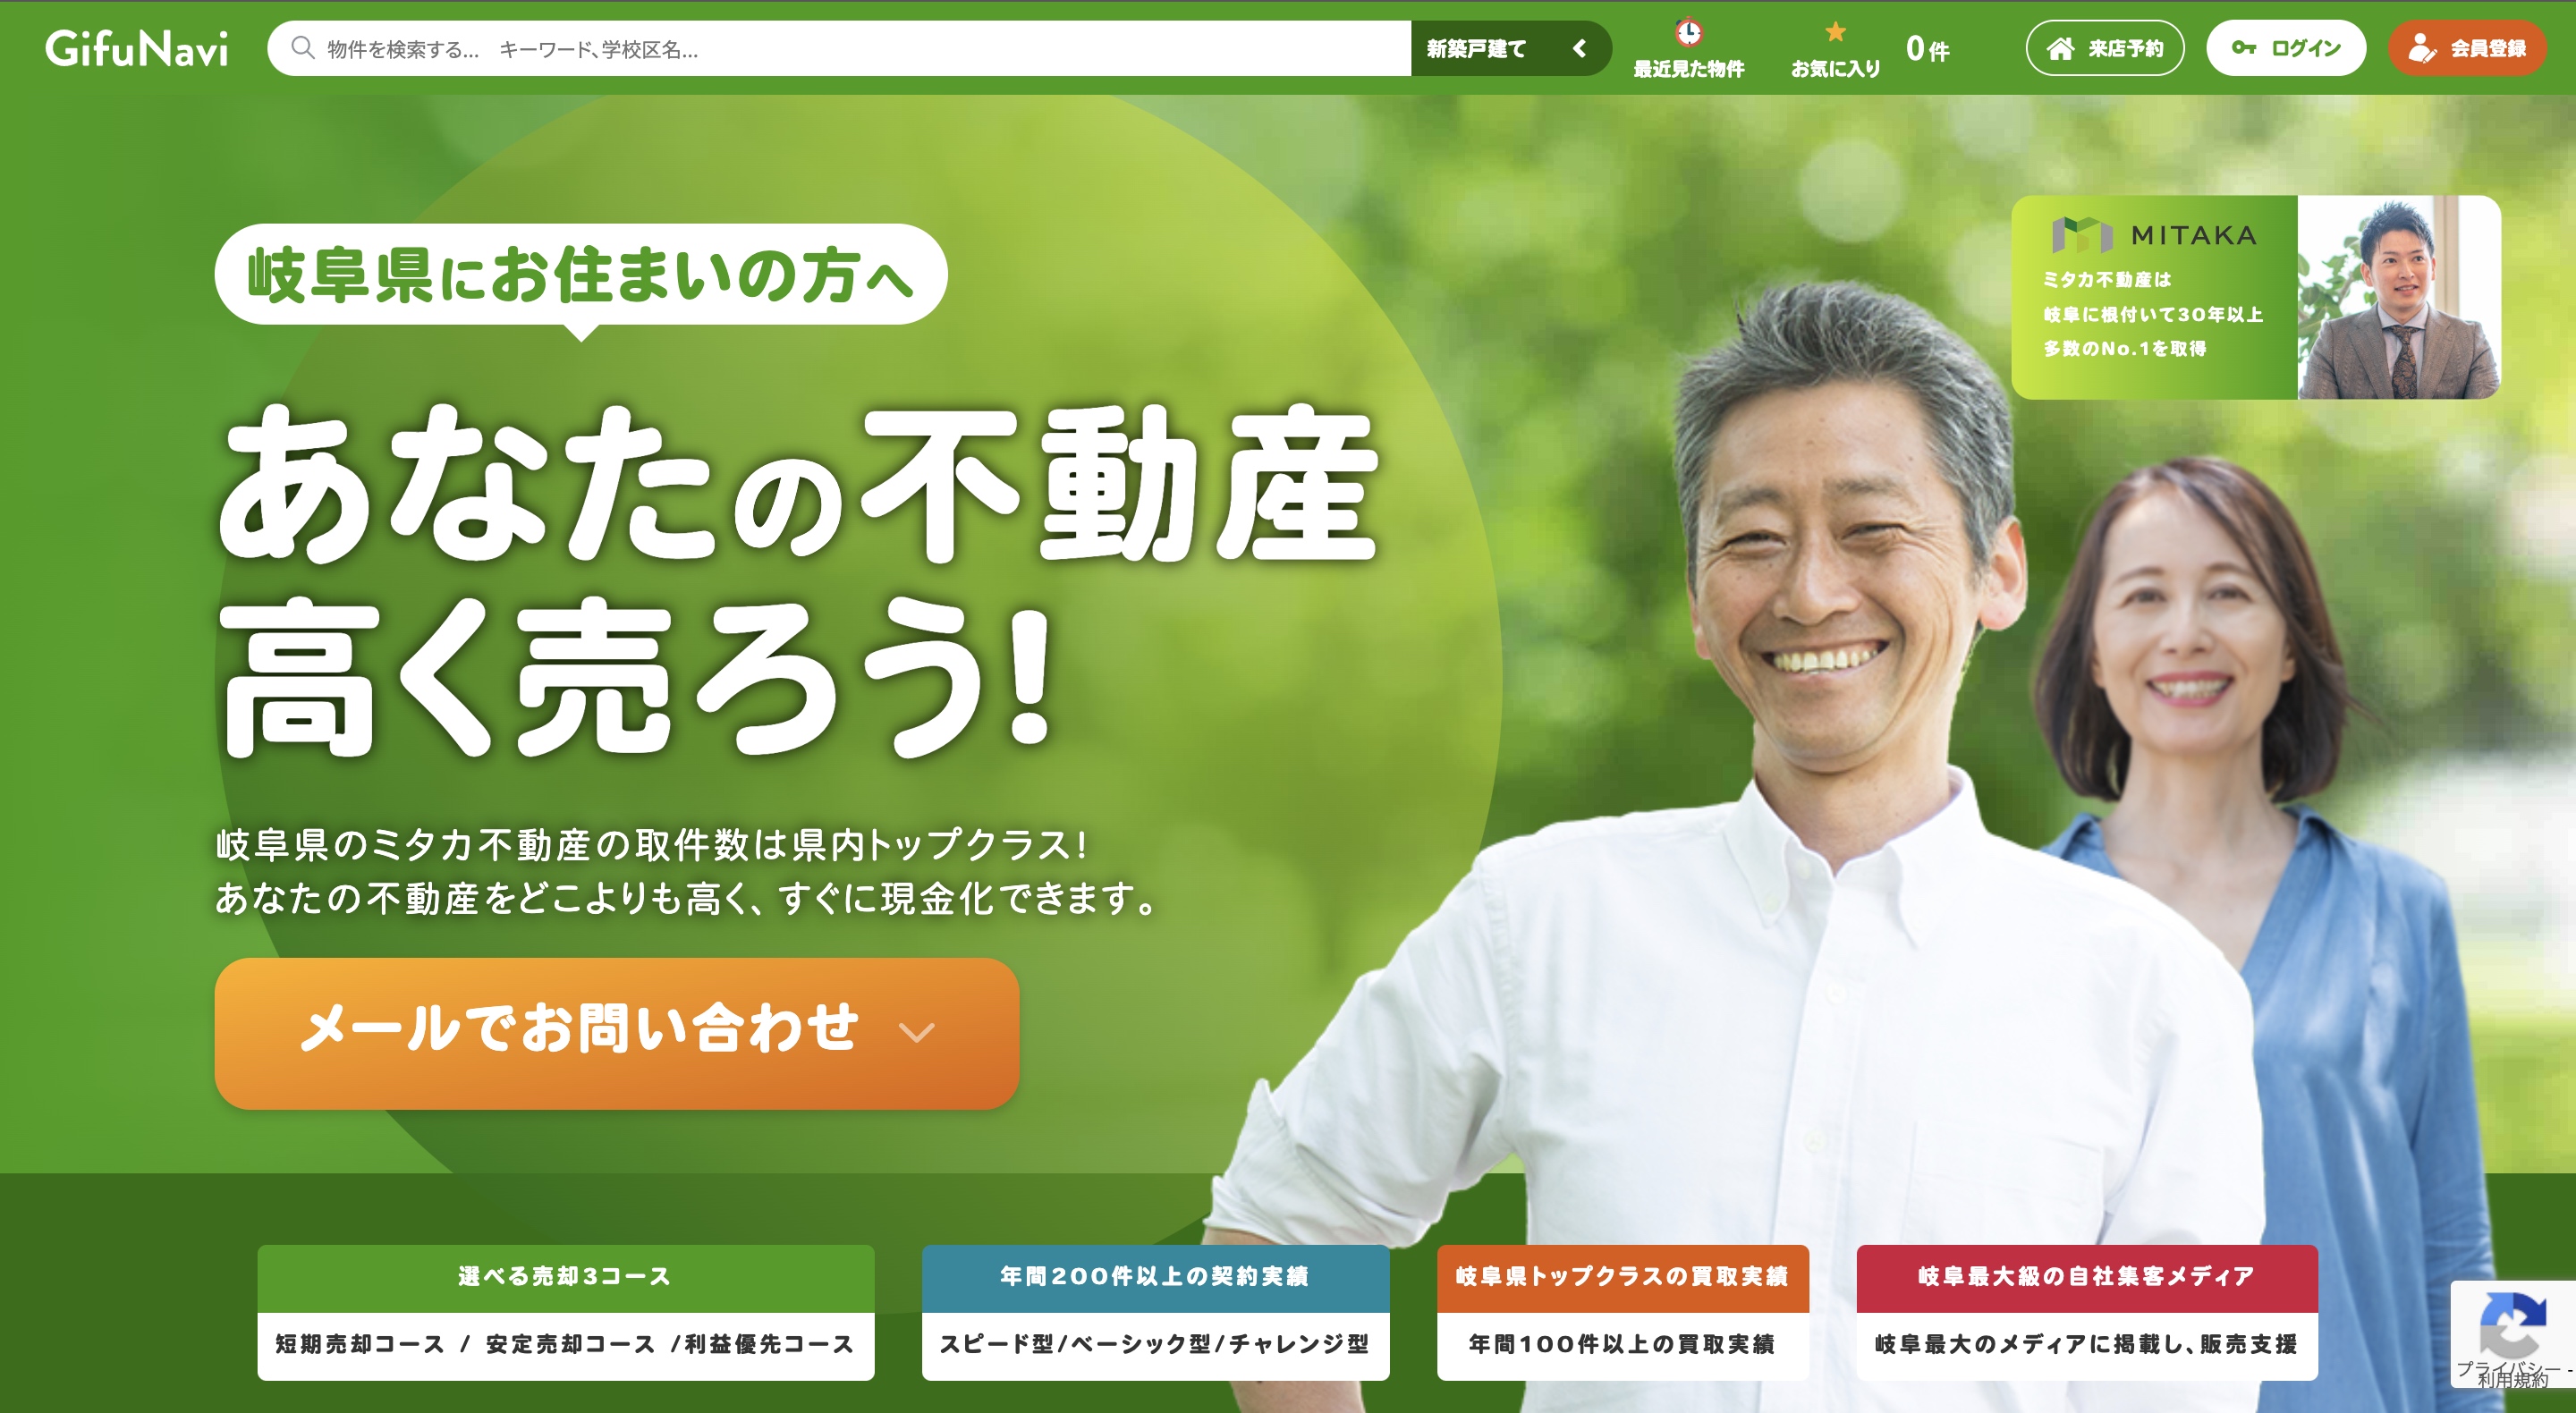 GifuNavi
物件を検索する... キーワード、学校区名...
新築戸建て
最近見た物件
お気に入り
0件
来店予約
ログイン
会員登録
MITAKA
ミタカ不動産は
岐阜に根付いて30年以上
多数のNo.1を取得
岐阜県にお住まいの方へ
あなたの不動産
高く売ろう!
岐阜県のミタカ不動産の取件数は県内トップクラス!
あなたの不動産をどこよりも高く、すぐに現金化できます。
メールでお問い合わせ
選べる売却3コース
短期売却コース / 安定売却コース /利益優先コース
年間200件以上の契約実績
スピード型/ベーシック型/チャレンジ型
岐阜県トップクラスの買取実績
年間100件以上の買取実績
岐阜最大級の自社集客メディア
岐阜最大のメディアに掲載し、販売支援
プライバシー -
利用規約